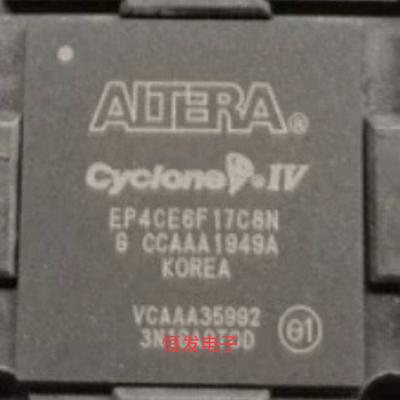 ALTERA®
Cyclone®IV
EP4CE6F17C8N
G CCAAA1949A
KOREA
VCAAA35992
恒发电子
e1